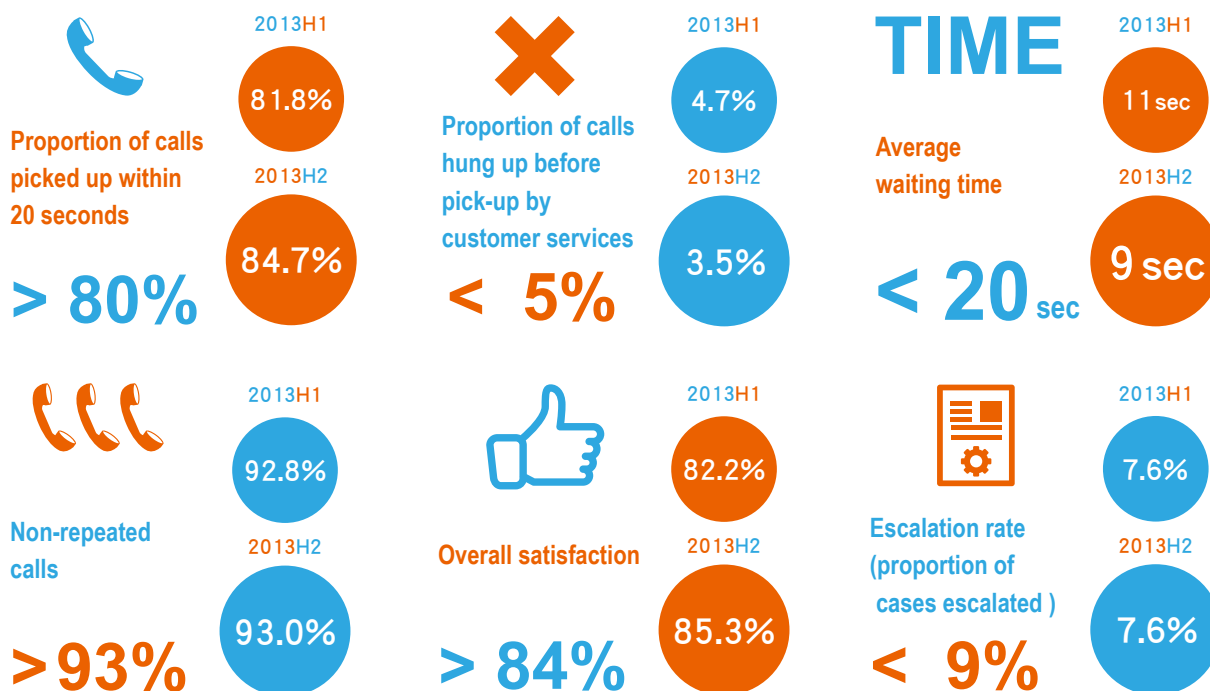 2013H1
81.8%
Proportion of calls
picked up within
20 seconds
2013H2
84.7%
> 80%
2013H1
4.7%
Proportion of calls
hung up before
pick-up by
customer services
2013H2
3.5%
< 5%
TIME
2013H1
11 sec
Average
waiting time
2013H2
9 sec
< 20 sec
2013H1
92.8%
Non-repeated
calls
2013H2
93.0%
> 93%
2013H1
82.2%
Overall satisfaction
2013H2
85.3%
> 84%
2013H1
7.6%
Escalation rate
(proportion of
cases escalated )
2013H2
7.6%
< 9%